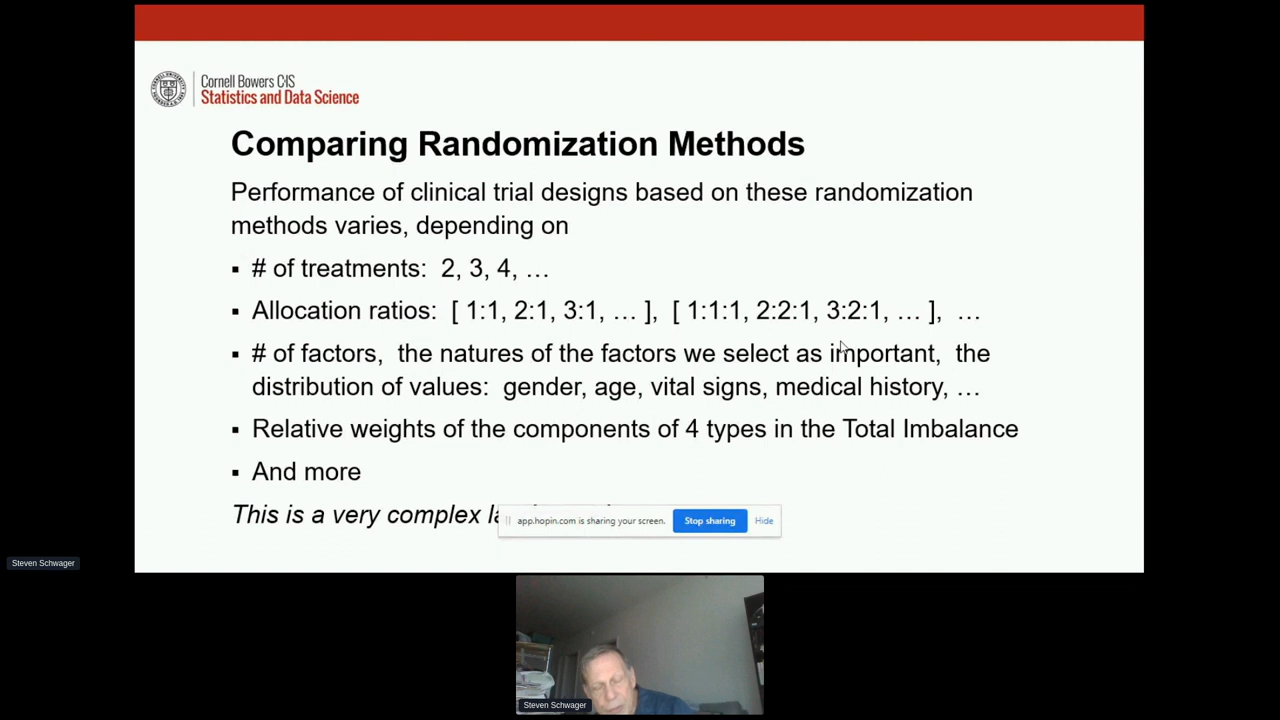 Cornell Bowers C·IS
Statistics and Data Science
Comparing Randomization Methods
Performance of clinical trial designs based on these randomization
methods varies, depending on
▪ # of treatments: 2, 3, 4, …
▪ Allocation ratios: [ 1:1, 2:1, 3:1, … ], [ 1:1:1, 2:2:1, 3:2:1, … ], …
▪ # of factors, the natures of the factors we select as important, the
distribution of values: gender, age, vital signs, medical history, …
▪ Relative weights of the components of 4 types in the Total Imbalance
▪ And more
This is a very complex
app.hopin.com is sharing your screen. Stop sharing Hide
Steven Schwager
Steven Schwager